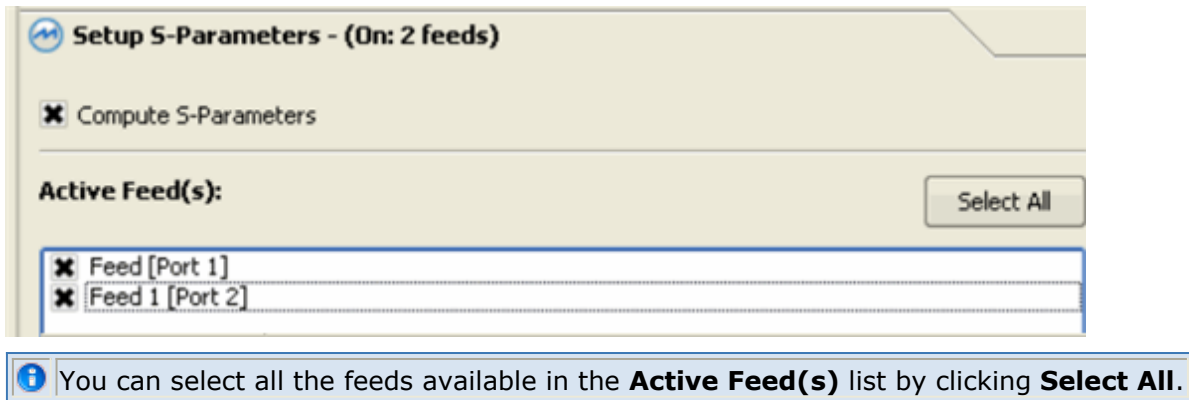 Setup S-Parameters - (On: 2 feeds)
Compute S-Parameters
Active Feed(s):
Select All
Feed [Port 1]
Feed 1 [Port 2]
You can select all the feeds available in the Active Feed(s) list by clicking Select All.